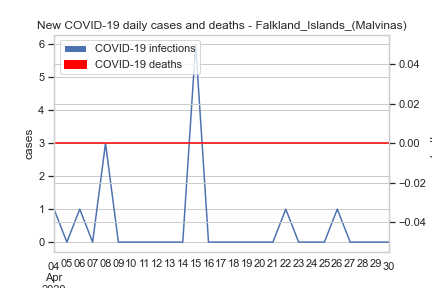 New COVID-19 daily cases and deaths - Falkland_Islands_(Malvinas)
COVID-19 infections
COVID-19 deaths
6
5
4
3
2
1
0
cases
0.04
0.02
0.00
−0.02
−0.04
04 05 06 07 08 09 10 11 12 13 14 15 16 17 18 19 20 21 22 23 24 25 26 27 28 29 30
Apr
2020